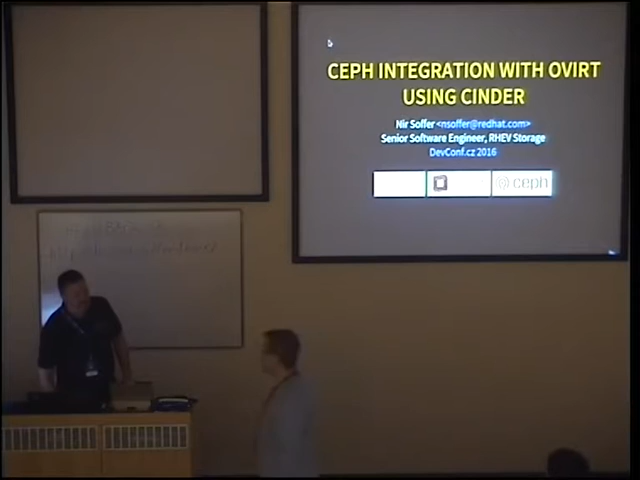 CEPH INTEGRATION WITH OVIRT
USING CINDER
Nir Soffer <nsoffer@redhat.com>
Senior Software Engineer, RHEV Storage
DevConf.cz 2016
ceph